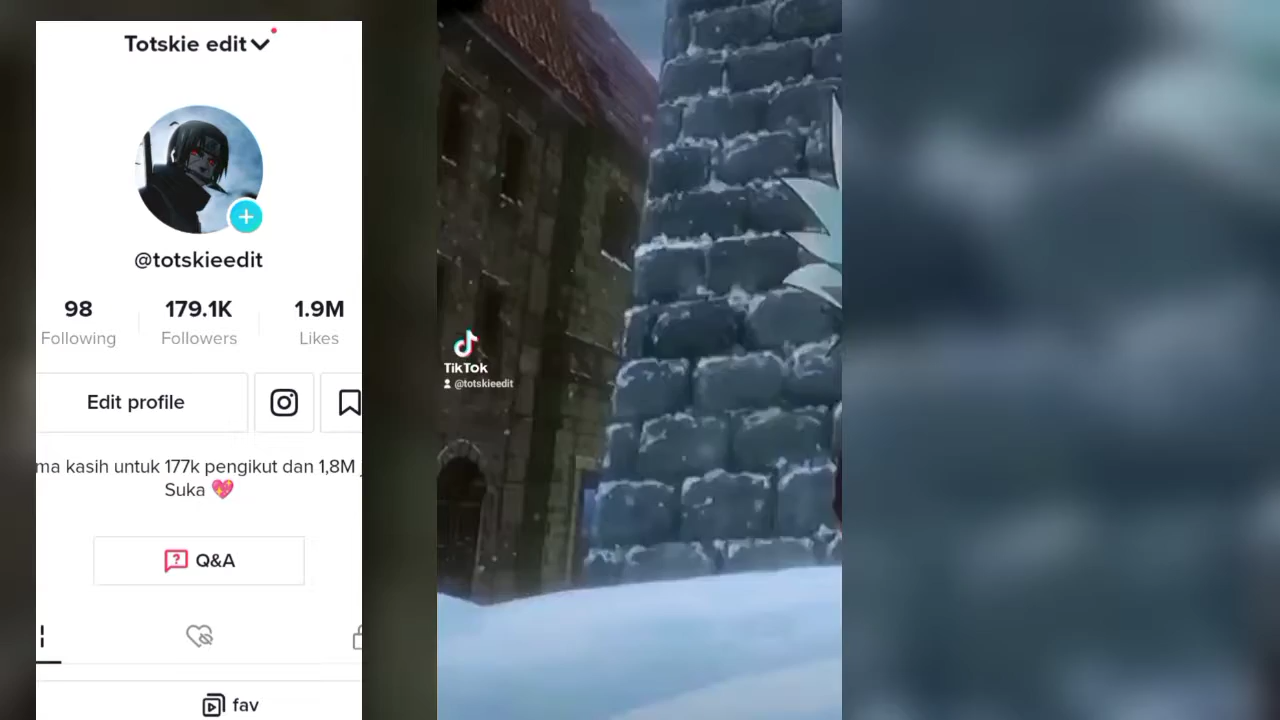 Totskie edit
@totskieedit
98
179.1K
1.9M
Following
Followers
Likes
Edit profile
ma kasih untuk 177k pengikut dan 1,8M
Suka 💖
Q&A
fav
TikTok
@totskieedit